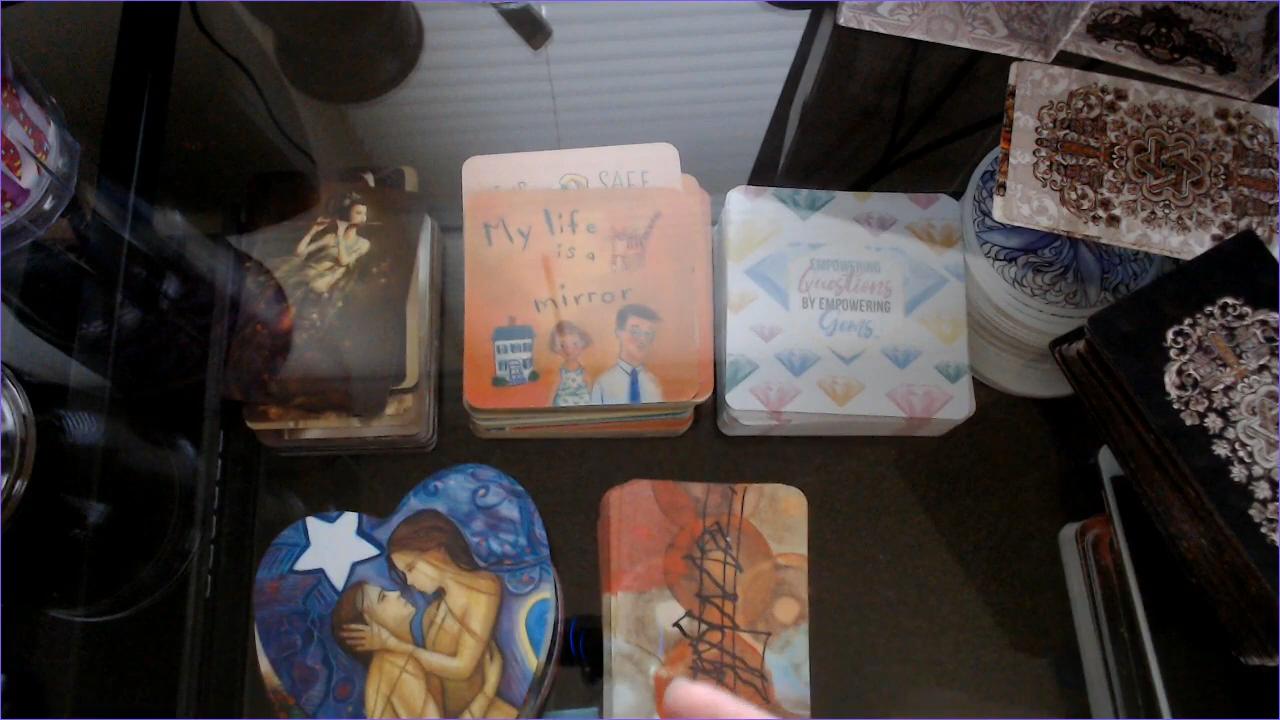 SAFE
My life
is a
mirror
EMPOWERING
Questions
BY EMPOWERING
Gems